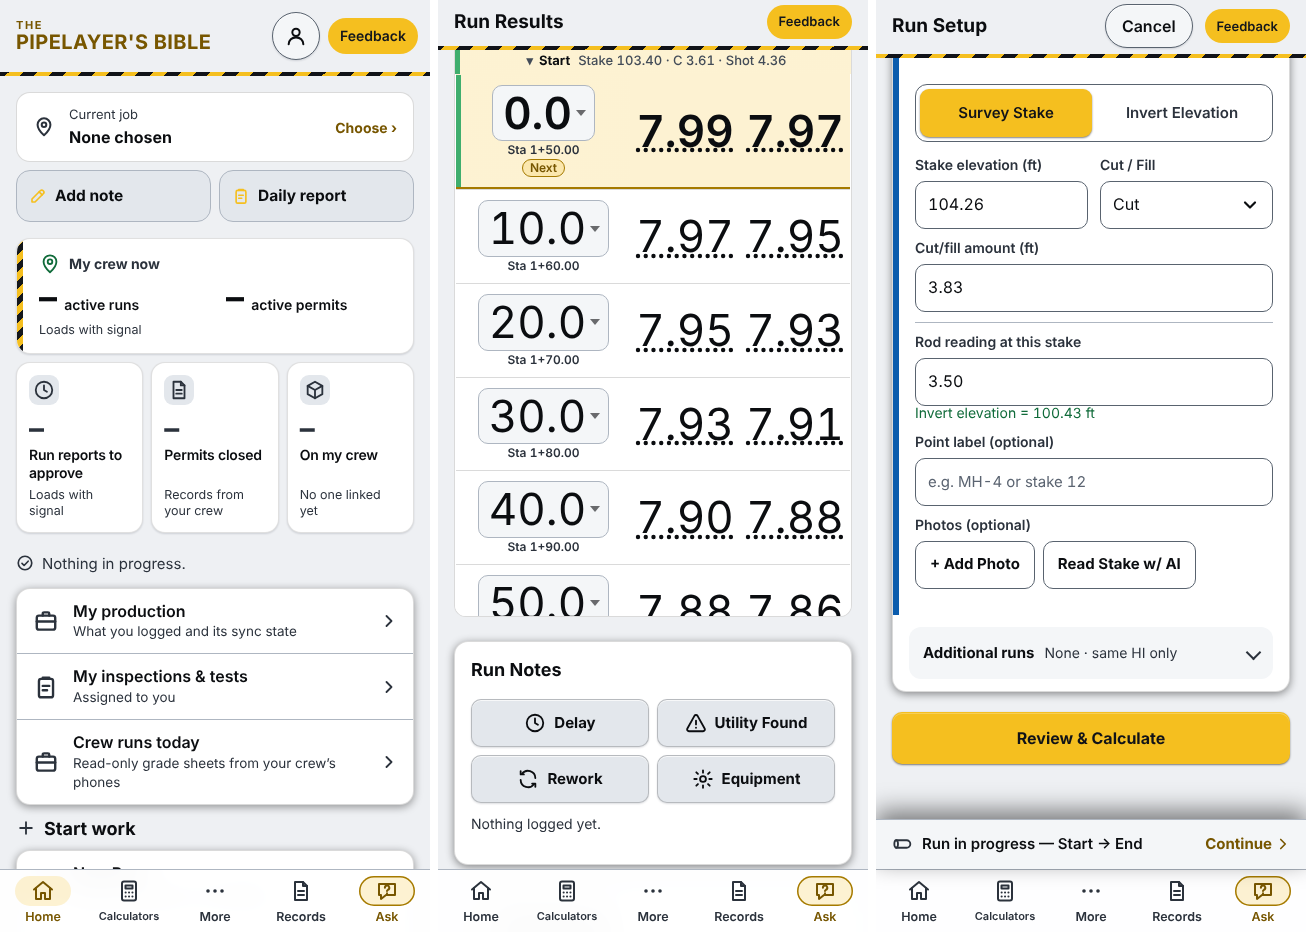 THE
PIPELAYER'S BIBLE
Feedback
Current job
None chosen
Choose ›
Add note
Daily report
My crew now
— active runs
— active permits
Loads with signal
–
Run reports to
approve
Loads with
signal
–
Permits closed
Records from
your crew
–
On my crew
No one linked
yet
Nothing in progress.
My production
What you logged and its sync state
My inspections & tests
Assigned to you
Crew runs today
Read-only grade sheets from your crew's
phones
+ Start work
Home
Calculators
More
Records
Ask
Run Results
Feedback
▾ Start Stake 103.40 · C 3.61 · Shot 4.36
0.0
7.99 7.97
Sta 1+50.00
Next
10.0
7.97 7.95
Sta 1+60.00
20.0
7.95 7.93
Sta 1+70.00
30.0
7.93 7.91
Sta 1+80.00
40.0
7.90 7.88
Sta 1+90.00
50.0
7.88 7.86
Run Notes
Delay
Utility Found
Rework
Equipment
Nothing logged yet.
Home
Calculators
More
Records
Ask
Run Setup
Cancel
Feedback
Survey Stake
Invert Elevation
Stake elevation (ft)
Cut / Fill
104.26
Cut
Cut/fill amount (ft)
3.83
Rod reading at this stake
3.50
Invert elevation = 100.43 ft
Point label (optional)
e.g. MH-4 or stake 12
Photos (optional)
+ Add Photo
Read Stake w/ AI
Additional runs None · same HI only
Review & Calculate
Run in progress — Start → End
Continue ›
Home
Calculators
More
Records
Ask